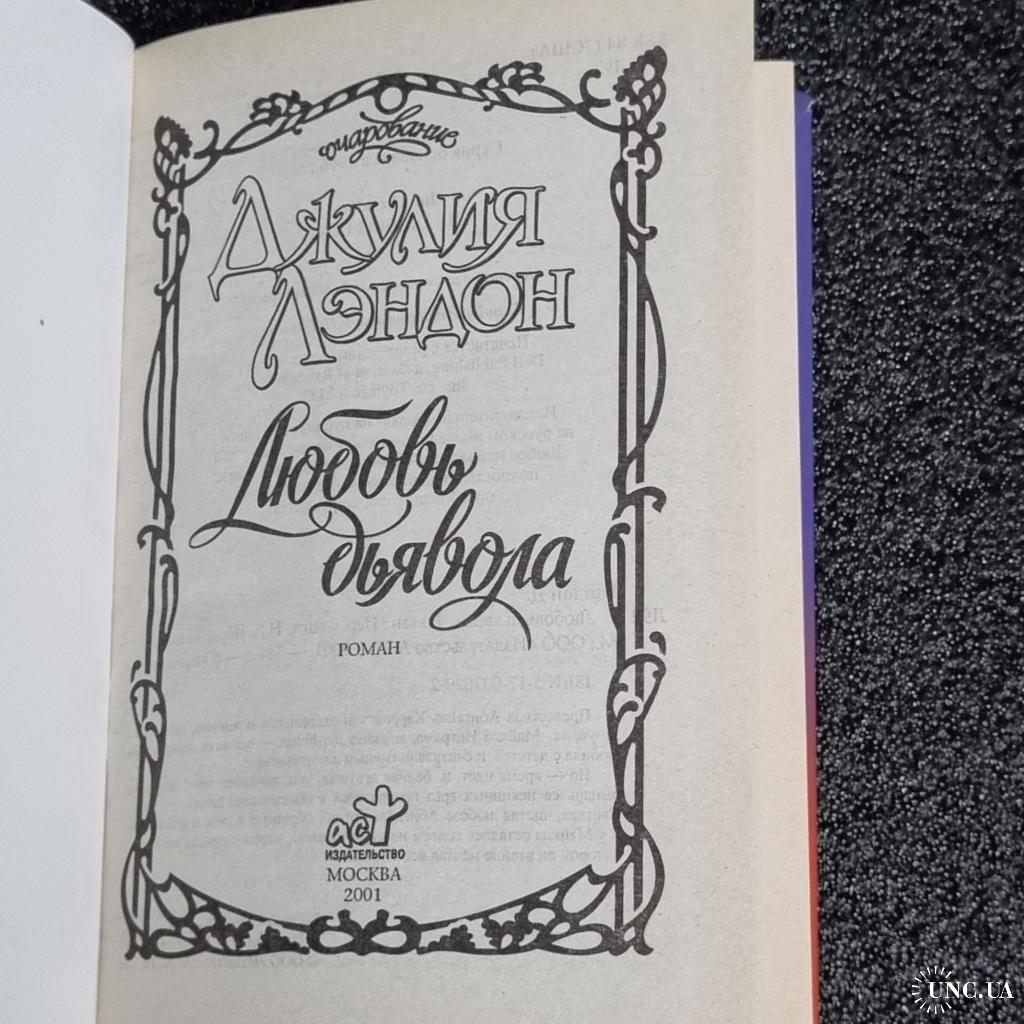 очарование
Джулия
Лэндон
Любовь
дьявола
РОМАН
аст
ИЗДАТЕЛЬСТВО
МОСКВА
2001
UNC.UA